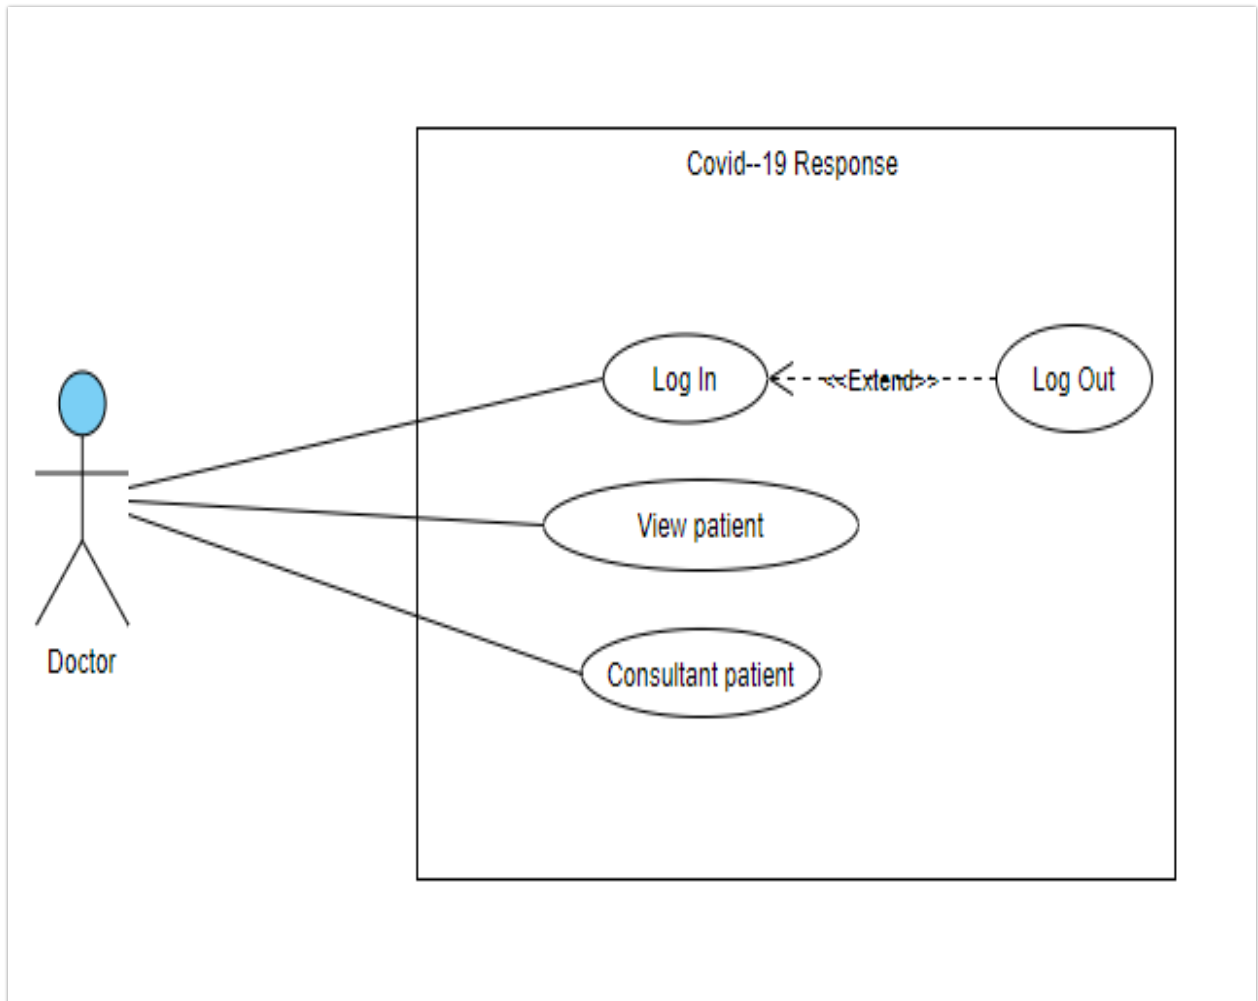 Covid--19 Response
Log In
<<Extend>>
Log Out
View patient
Doctor
Consultant patient